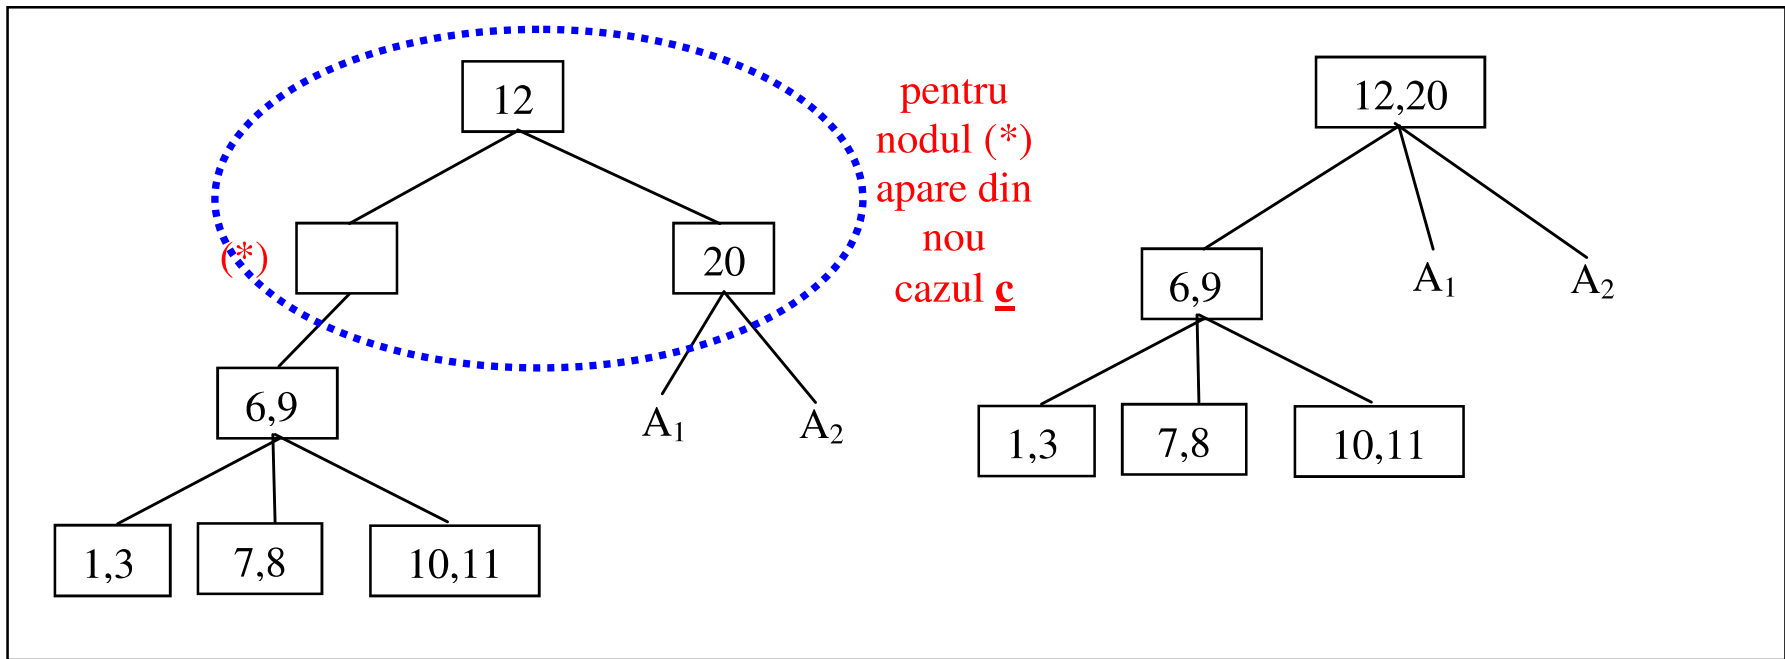 12
(*)
20
6,9
A₁
A₂
1,3
7,8
10,11
pentru
nodul (*)
apare din
nou
cazul c
12,20
6,9
A₁
A₂
1,3
7,8
10,11